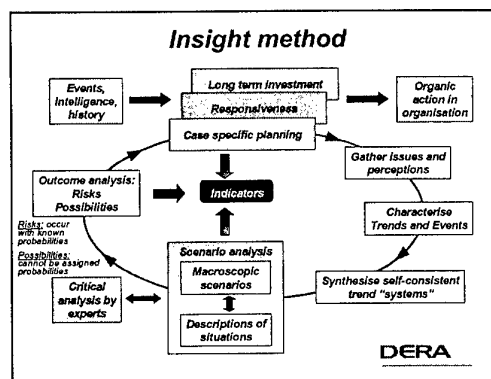 Insight method
Events,
Intelligence,
history
Long term investment
Responsiveness
Case specific planning
Organic
action in
organisation
Gather issues and
perceptions
Outcome analysis:
Risks
Possibilities
Indicators
Characterise
Trends and Events
Risks: occur
with known
probabilities
Possibilities:
cannot be assigned
probabilities
Scenario analysis
Macroscopic
scenarios
Descriptions of
situations
Critical
analysis by
experts
Synthesise self-consistent
trend "systems"
DERA